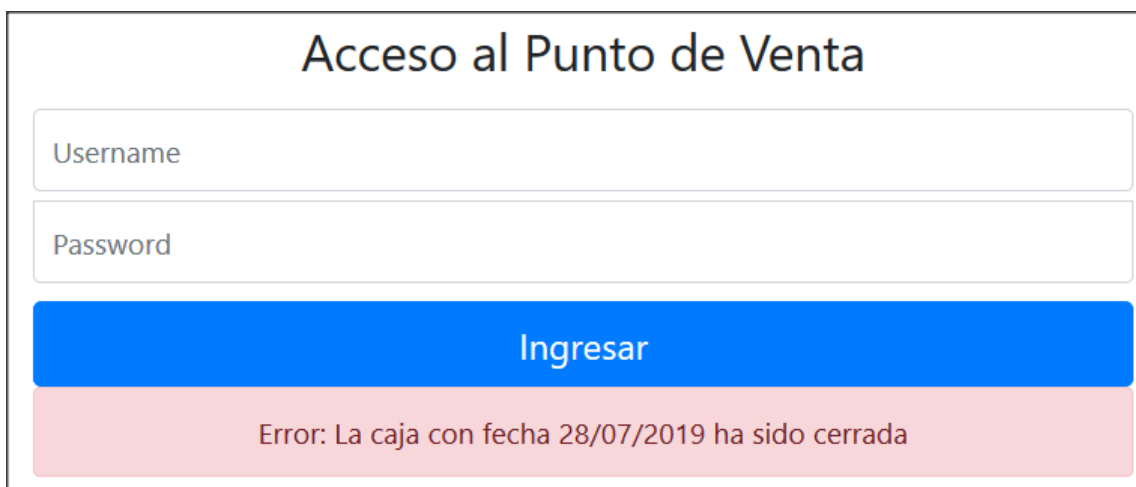 Acceso al Punto de Venta
Username
Password
Ingresar
Error: La caja con fecha 28/07/2019 ha sido cerrada